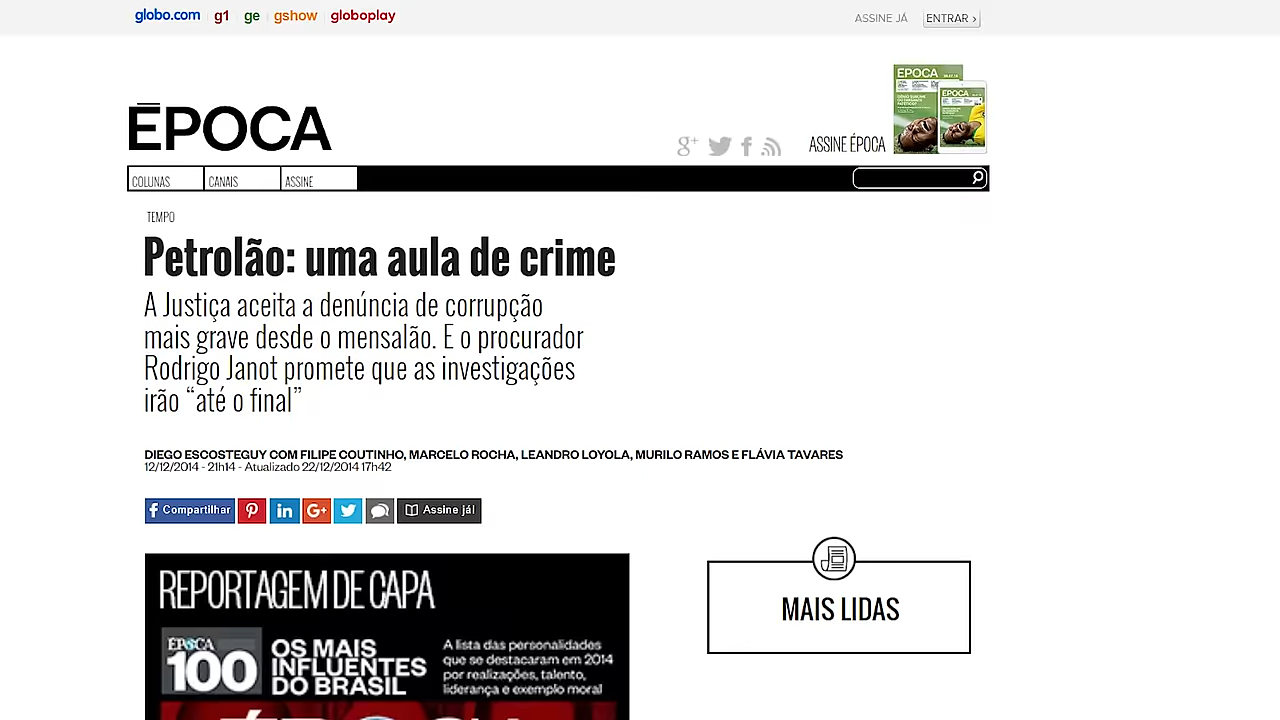 globo.com g1 ge gshow globoplay ASSINE JÁ ENTRAR ›
ÉPOCA
g+ f ASSINE ÉPOCA
COLUNAS CANAIS ASSINE
TEMPO
Petrolão: uma aula de crime
A Justiça aceita a denúncia de corrupção
mais grave desde o mensalão. E o procurador
Rodrigo Janot promete que as investigações
irão “até o final”
DIEGO ESCOSTEGUY COM FILIPE COUTINHO, MARCELO ROCHA, LEANDRO LOYOLA, MURILO RAMOS E FLÁVIA TAVARES
12/12/2014 - 21h14 - Atualizado 22/12/2014 17h42
f Compartilhar in G+ Assine já!
REPORTAGEM DE CAPA
ÉPOCA
100
OS MAIS
INFLUENTES
DO BRASIL
A lista das personalidades
que se destacaram em 2014
por realizações, talento,
liderança e exemplo moral
MAIS LIDAS